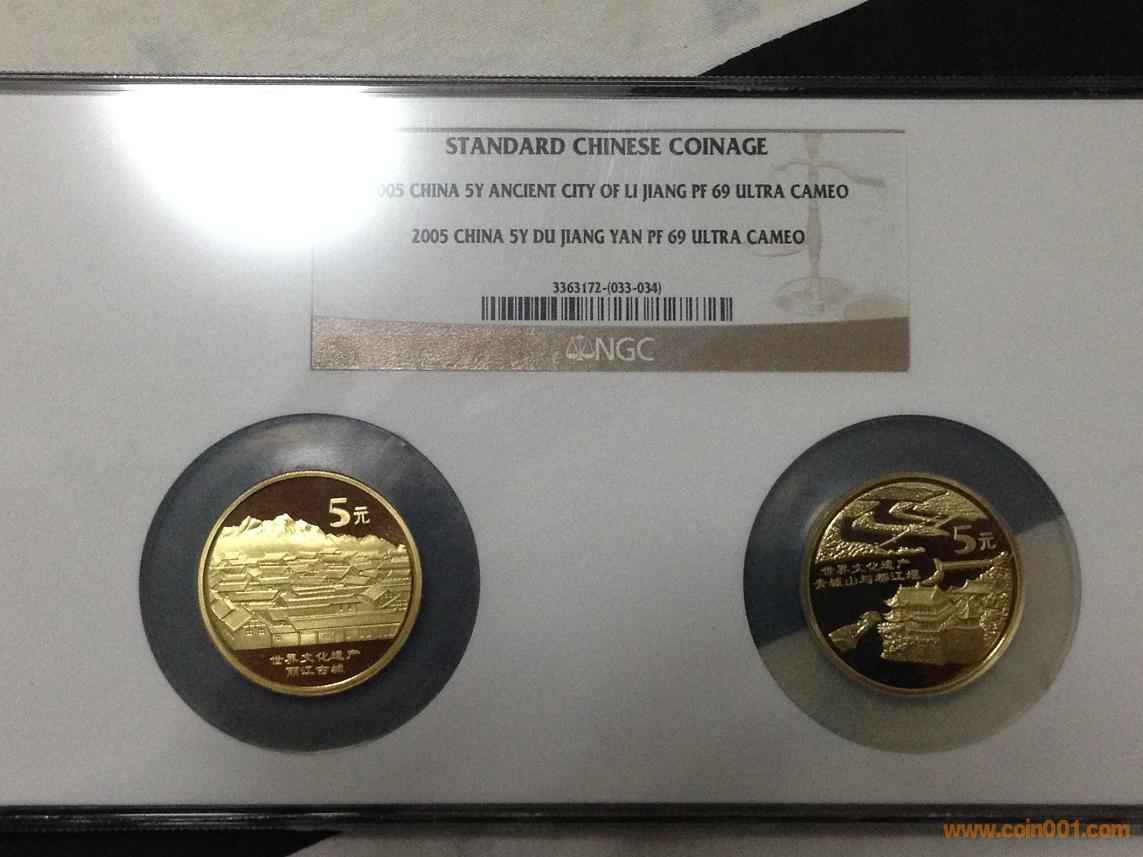 STANDARD CHINESE COINAGE
005 CHINA 5Y ANCIENT CITY OF LI JIANG PF 69 ULTRA CAMEO
2005 CHINA 5Y DU JIANG YAN PF 69 ULTRA CAMEO
3363172-(033-034)
NGC
5元
世界文化遗产
丽江古城
5元
世界文化遗产
青城山与都江堰
www.coin001.com